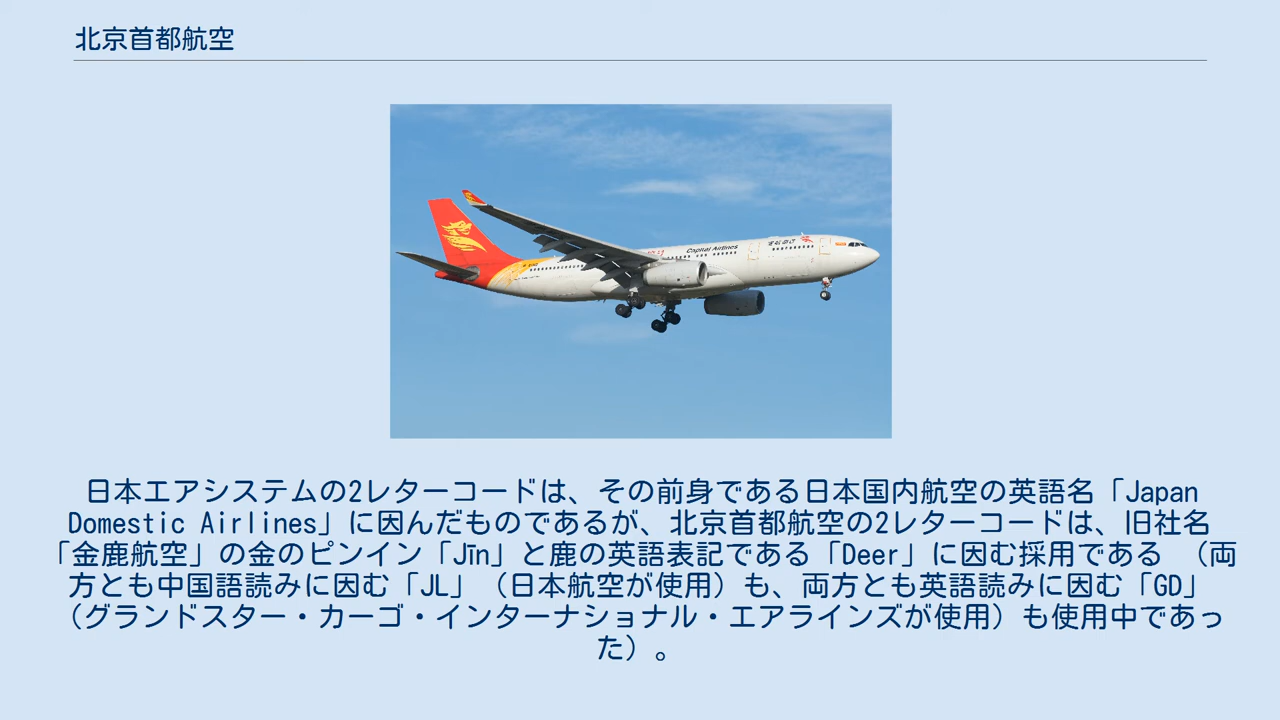 北京首都航空
Capital Airlines
日本エアシステムの2レターコードは、その前身である日本国内航空の英語名「Japan
Domestic Airlines」に因んだものであるが、北京首都航空の2レターコードは、旧社名
「金鹿航空」の金のピンイン「Jīn」と鹿の英語表記である「Deer」に因む採用である （両
方とも中国語読みに因む「JL」（日本航空が使用）も、両方とも英語読みに因む「GD」
（グランドスター・カーゴ・インターナショナル・エアラインズが使用）も使用中であっ
た）。